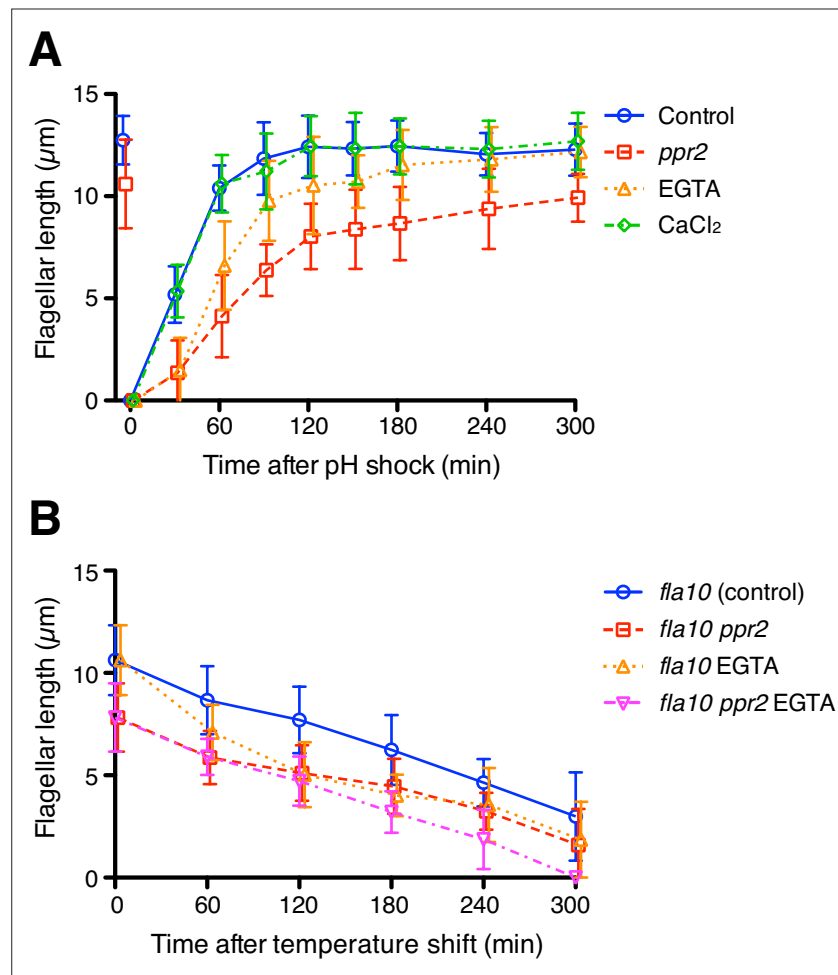 A
15
10
5
0
Flagellar length (µm)
0 60 120 180 240 300
Time after pH shock (min)
Control
ppr2
EGTA
CaCl₂
B
15
10
5
0
Flagellar length (µm)
0 60 120 180 240 300
Time after temperature shift (min)
fla10 (control)
fla10 ppr2
fla10 EGTA
fla10 ppr2 EGTA